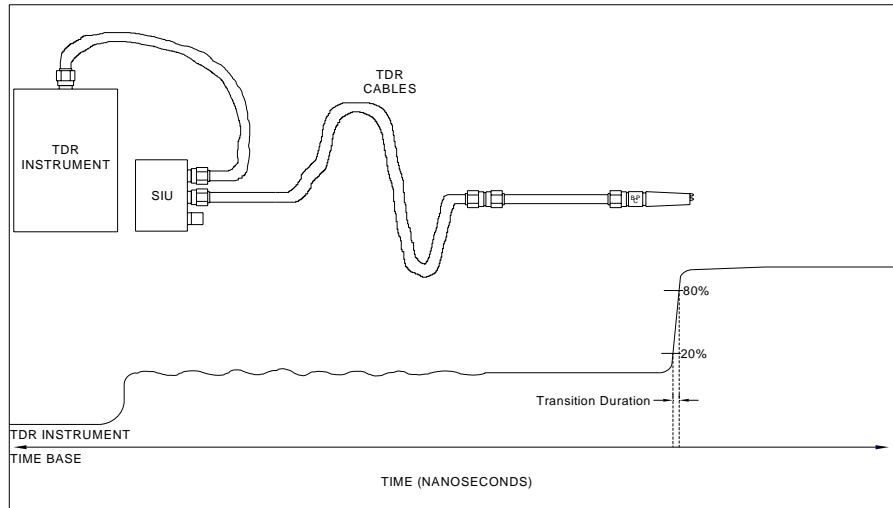 TDR
CABLES
TDR
INSTRUMENT
SIU
80%
20%
Transition Duration
TDR INSTRUMENT
TIME BASE
TIME (NANOSECONDS)